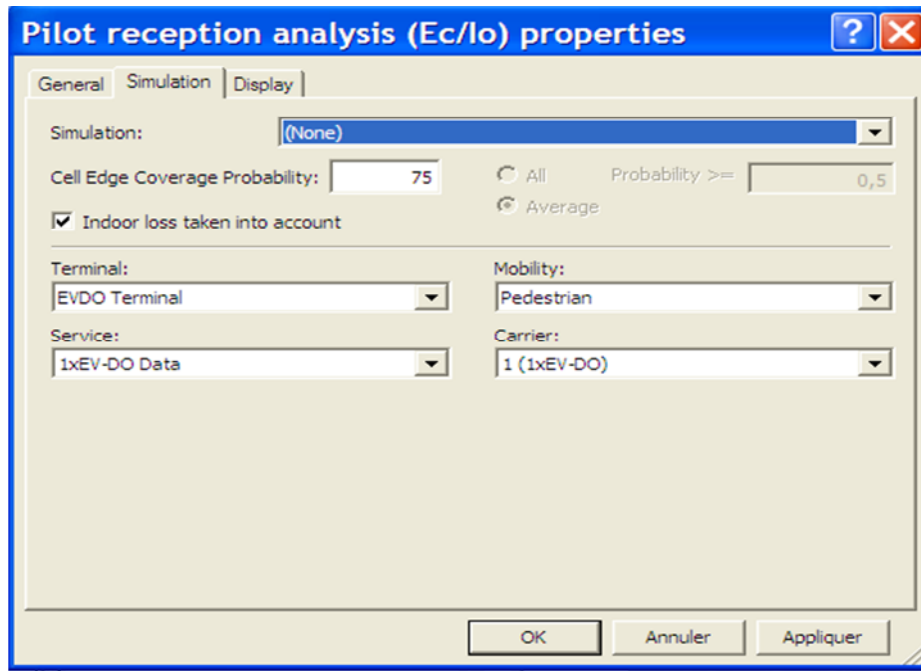 Pilot reception analysis (Ec/Io) properties
General Simulation Display
Simulation: (None)
Cell Edge Coverage Probability: 75 All Probability >= 0,5
Average
Indoor loss taken into account
Terminal: Mobility:
EVDO Terminal Pedestrian
Service: Carrier:
1xEV-DO Data 1 (1xEV-DO)
OK Annuler Appliquer